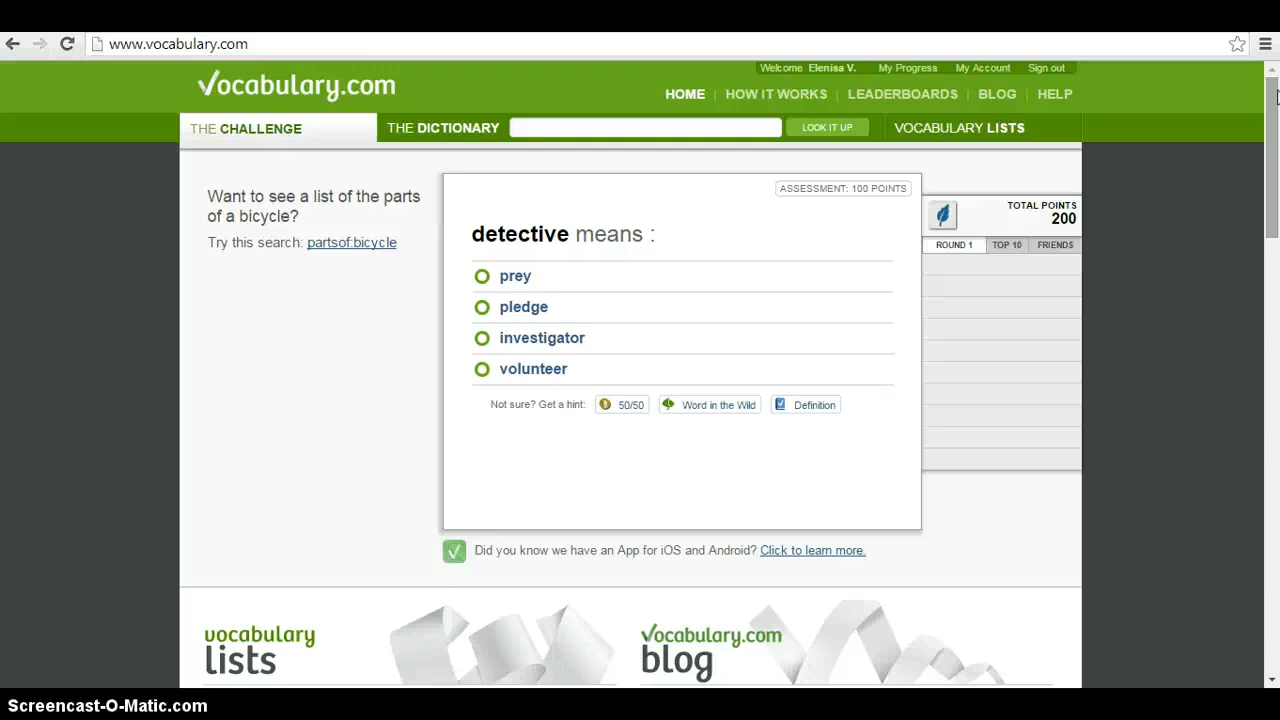 www.vocabulary.com
Welcome Elenisa V. My Progress My Account Sign out
Vocabulary.com
HOME HOW IT WORKS LEADERBOARDS BLOG HELP
THE CHALLENGE THE DICTIONARY LOOK IT UP VOCABULARY LISTS
Want to see a list of the parts
of a bicycle?
Try this search: partsof:bicycle
ASSESSMENT: 100 POINTS
detective means :
prey
pledge
investigator
volunteer
Not sure? Get a hint: 50/50 Word in the Wild Definition
TOTAL POINTS
200
ROUND 1 TOP 10 FRIENDS
Did you know we have an App for iOS and Android? Click to learn more.
vocabulary
lists
vocabulary.com
blog
Screencast-O-Matic.com